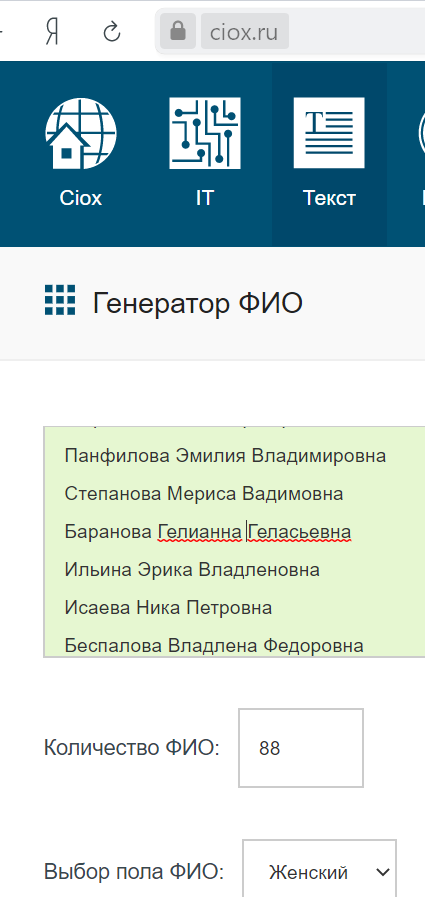 ciox.ru
Ciox
IT
Текст
Генератор ФИО
Панфилова Эмилия Владимировна
Степанова Мериса Вадимовна
Баранова Гелианна Геласьевна
Ильина Эрика Владленовна
Исаева Ника Петровна
Беспалова Владлена Федоровна
Количество ФИО:
88
Выбор пола ФИО:
Женский